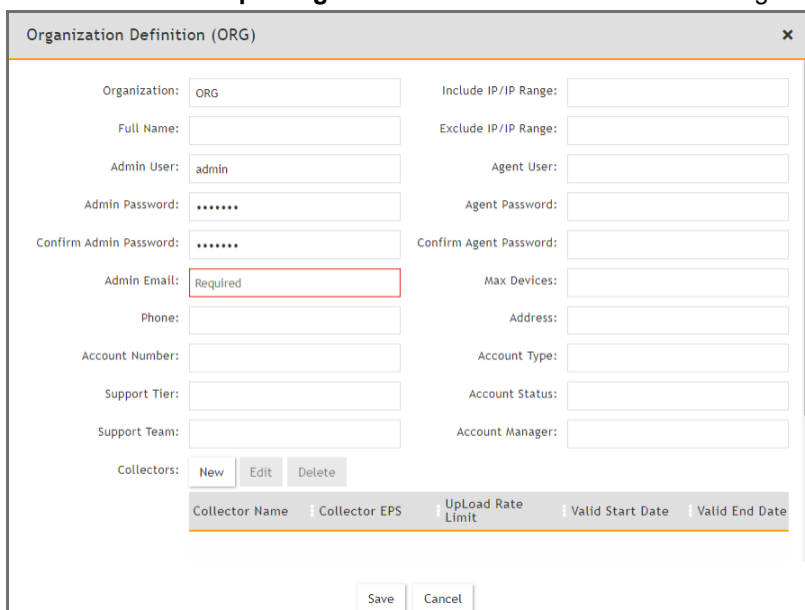 Organization Definition (ORG) ×
Organization: ORG Include IP/IP Range:
Full Name: Exclude IP/IP Range:
Admin User: admin Agent User:
Admin Password: ••••••• Agent Password:
Confirm Admin Password: ••••••• Confirm Agent Password:
Admin Email: Required Max Devices:
Phone: Address:
Account Number: Account Type:
Support Tier: Account Status:
Support Team: Account Manager:
Collectors: New Edit Delete
Collector Name Collector EPS UpLoad Rate Limit Valid Start Date Valid End Date
Save Cancel